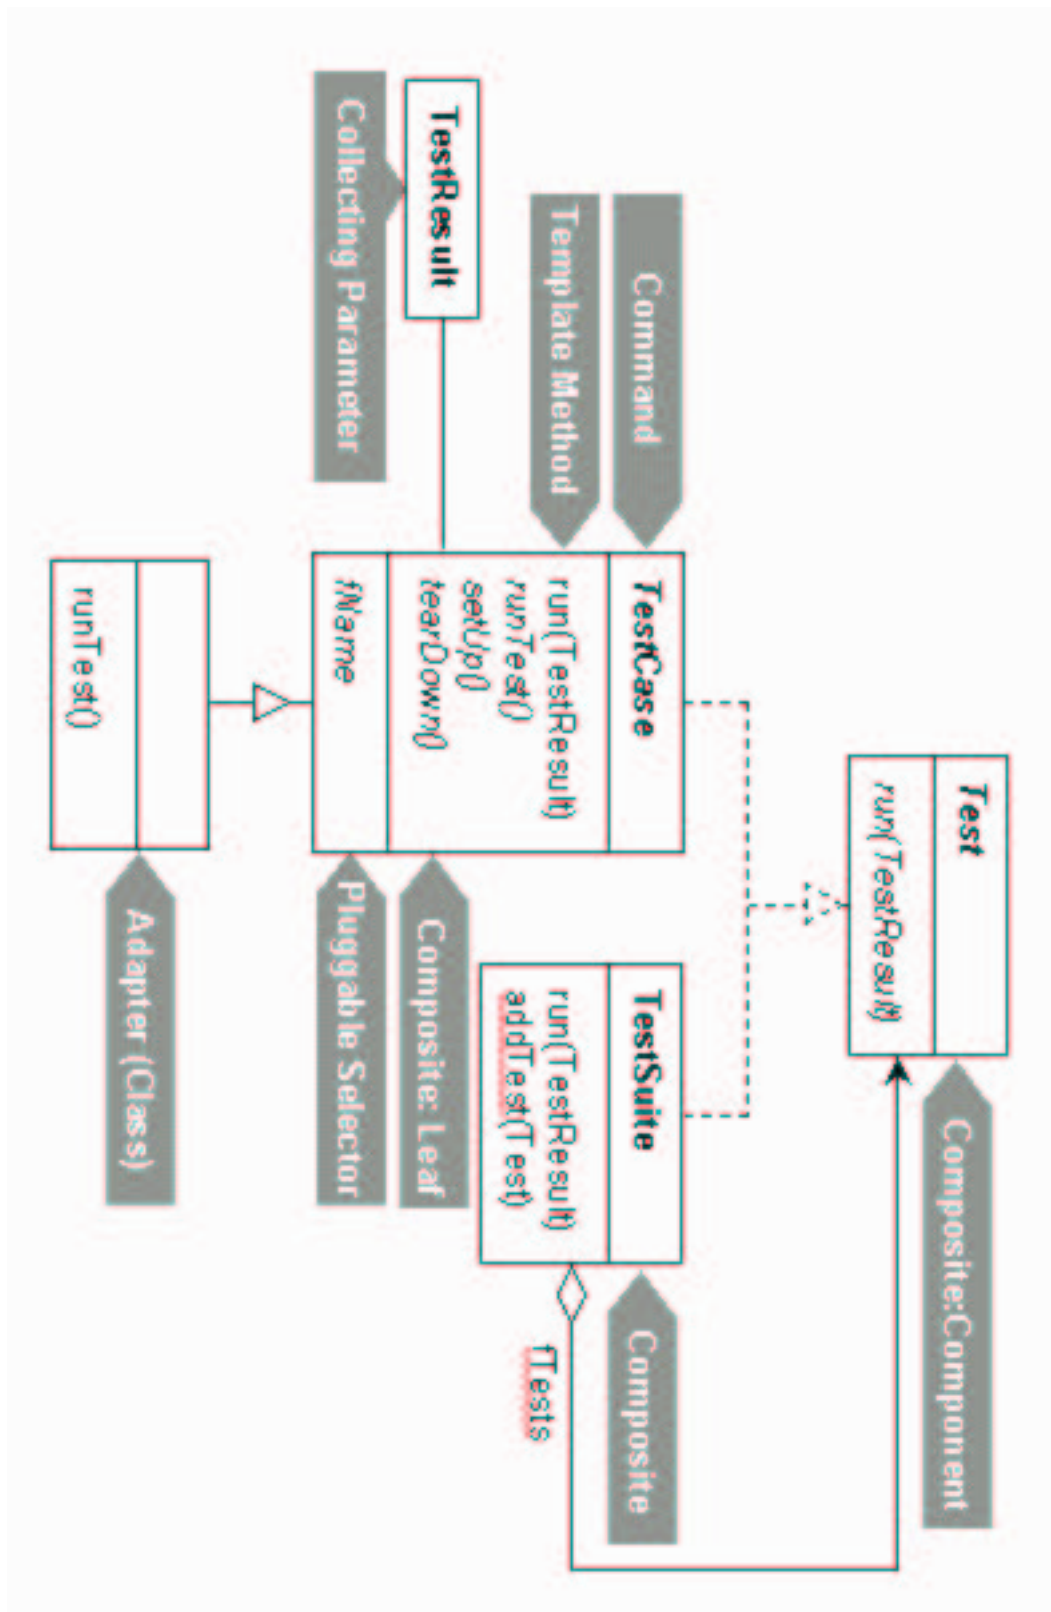 Test
run(TestResult)
Composite:Component
Command
Template Method
TestCase
run(TestResult)
runTest()
setUp()
tearDown()
fName
TestSuite
run(TestResult)
addTest(Test)
Composite
fTests
TestResult
Collecting Parameter
Composite: Leaf
Pluggable Selector
runTest()
Adapter (Class)